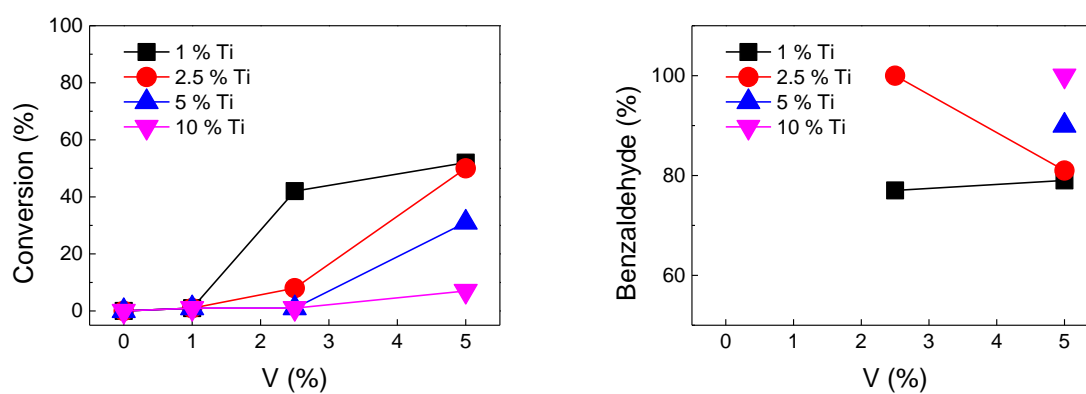 Conversion (%)
100
80
60
40
20
0
1 % Ti
2.5 % Ti
5 % Ti
10 % Ti
0 1 2 3 4 5
V (%)
Benzaldehyde (%)
100
80
60
1 % Ti
2.5 % Ti
5 % Ti
10 % Ti
0 1 2 3 4 5
V (%)